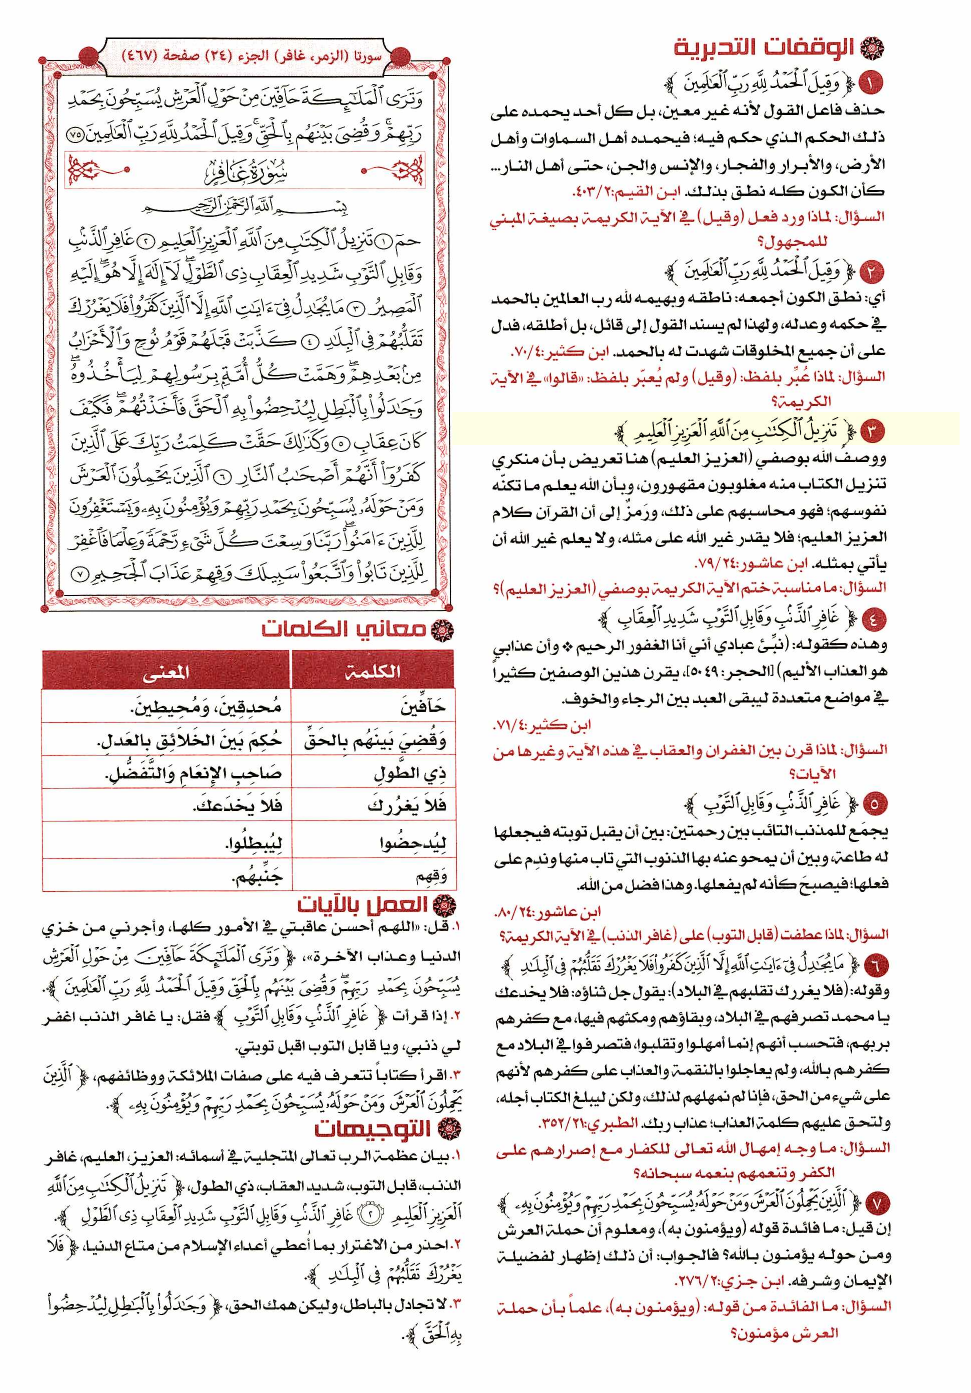 الوقفات التدبرية
١ ﴿ وَقِيلَ ٱلْحَمْدُ لِلَّهِ رَبِّ ٱلْعَٰلَمِينَ ﴾
حذف فاعل القول لأنه غير معين، بل كل أحد يحمده على
ذلك الحكم الذي حكم فيه؛ فيحمده أهل السماوات وأهل
الأرض، والأبرار والفجار، والإنس والجن، حتى أهل النار...
كأن الكون كله نطق بذلك. ابن القيم:٤٠٣/٢.
السؤال: لماذا ورد فعل (وقيل) في الآية الكريمة بصيغة المبني
للمجهول؟
٢ ﴿ وَقِيلَ ٱلْحَمْدُ لِلَّهِ رَبِّ ٱلْعَٰلَمِينَ ﴾
أي: نطق الكون أجمعه: ناطقه وبهيمه لله رب العالمين بالحمد
في حكمه وعدله، ولهذا لم يسند القول إلى قائل، بل أطلقه، فدل
على أن جميع المخلوقات شهدت له بالحمد. ابن كثير:٧٠/٤.
السؤال: لماذا عُبِّر بلفظ: (وقيل) ولم يُعبّر بلفظ: «قالوا» في الآية
الكريمة؟
٣ ﴿ تَنزِيلُ ٱلْكِتَٰبِ مِنَ ٱللَّهِ ٱلْعَزِيزِ ٱلْعَلِيمِ ﴾
ووصفُ الله بوصفي (العزيز العليم) هنا تعريض بأن منكري
تنزيل الكتاب منه مغلوبون مقهورون، وبأن الله يعلم ما تكنّه
نفوسهم؛ فهو محاسبهم على ذلك، ورَمزٌ إلى أن القرآن كلام
العزيز العليم؛ فلا يقدر غير الله على مثله، ولا يعلم غير الله أن
يأتي بمثله. ابن عاشور:٧٩/٢٤.
السؤال: ما مناسبة ختم الآية الكريمة بوصفي (العزيز العليم)؟
٤ ﴿ غَافِرِ ٱلذَّنۢبِ وَقَابِلِ ٱلتَّوْبِ شَدِيدِ ٱلْعِقَابِ ﴾
وهذه كقوله: (نبِّئ عبادي أني أنا الغفور الرحيم ❖ وأن عذابي
هو العذاب الأليم) [الحجر: ٤٩-٥٠]، يقرن هذين الوصفين كثيراً
في مواضع متعددة ليبقى العبد بين الرجاء والخوف.
ابن كثير:٧١/٤.
السؤال: لماذا قرن بين الغفران والعقاب في هذه الآية وغيرها من
الآيات؟
٥ ﴿ غَافِرِ ٱلذَّنۢبِ وَقَابِلِ ٱلتَّوْبِ ﴾
يجمَع للمذنب التائب بين رحمتين: بين أن يقبل توبته فيجعلها
له طاعة، وبين أن يمحو عنه بها الذنوب التي تاب منها وندِم على
فعلها؛ فيصبحَ كأنه لم يفعلها. وهذا فضل من الله.
ابن عاشور:٨٠/٢٤.
السؤال: لماذا عطفت (قابل التوب) على (غافر الذنب) في الآية الكريمة؟
٦ ﴿ مَا يُجَٰدِلُ فِىٓ ءَايَٰتِ ٱللَّهِ إِلَّا ٱلَّذِينَ كَفَرُوا۟ فَلَا يَغْرُرْكَ تَقَلُّبُهُمْ فِى ٱلْبِلَٰدِ ﴾
وقوله: (فلا يغررك تقلبهم في البلاد): يقول جل ثناؤه: فلا يخدعك
يا محمد تصرفهم في البلاد، وبقاؤهم ومكثهم فيها، مع كفرهم
بربهم، فتحسب أنهم إنما أمهلوا وتقلبوا، فتصرفوا في البلاد مع
كفرهم بالله، ولم يعاجلوا بالنقمة والعذاب على كفرهم لأنهم
على شيء من الحق، فإنا لم نمهلهم لذلك، ولكن ليبلغ الكتاب أجله،
ولتحق عليهم كلمة العذاب؛ عذاب ربك. الطبري:٣٥٢/٢١.
السؤال: ما وجه إمهال الله تعالى للكفار مع إصرارهم على
الكفر وتنعمهم بنعمه سبحانه؟
٧ ﴿ ٱلَّذِينَ يَحْمِلُونَ ٱلْعَرْشَ وَمَنْ حَوْلَهُۥ يُسَبِّحُونَ بِحَمْدِ رَبِّهِمْ وَيُؤْمِنُونَ بِهِۦ ﴾
إن قيل: ما فائدة قوله (ويؤمنون به)، ومعلوم أن حملة العرش
ومن حوله يؤمنون بالله؟ فالجواب: أن ذلك إظهار لفضيلة
الإيمان وشرفه. ابن جزي:٢٧٦/٢.
السؤال: ما الفائدة من قوله: (ويؤمنون به)، علماً بأن حملة
العرش مؤمنون؟
سورتا (الزمر، غافر) الجزء (٢٤) صفحة (٤٦٧)
وَتَرَى ٱلْمَلَٰٓئِكَةَ حَآفِّينَ مِنْ حَوْلِ ٱلْعَرْشِ يُسَبِّحُونَ بِحَمْدِ
رَبِّهِمْ ۖ وَقُضِىَ بَيْنَهُم بِٱلْحَقِّ وَقِيلَ ٱلْحَمْدُ لِلَّهِ رَبِّ ٱلْعَٰلَمِينَ ٧٥
سُورَةُ غَافِرٍ
بِسْمِ ٱللَّهِ ٱلرَّحْمَٰنِ ٱلرَّحِيمِ
حمٓ ١ تَنزِيلُ ٱلْكِتَٰبِ مِنَ ٱللَّهِ ٱلْعَزِيزِ ٱلْعَلِيمِ ٢ غَافِرِ ٱلذَّنۢبِ
وَقَابِلِ ٱلتَّوْبِ شَدِيدِ ٱلْعِقَابِ ذِى ٱلطَّوْلِ ۖ لَآ إِلَٰهَ إِلَّا هُوَ ۖ إِلَيْهِ
ٱلْمَصِيرُ ٣ مَا يُجَٰدِلُ فِىٓ ءَايَٰتِ ٱللَّهِ إِلَّا ٱلَّذِينَ كَفَرُوا۟ فَلَا يَغْرُرْكَ
تَقَلُّبُهُمْ فِى ٱلْبِلَٰدِ ٤ كَذَّبَتْ قَبْلَهُمْ قَوْمُ نُوحٍ وَٱلْأَحْزَابُ
مِنۢ بَعْدِهِمْ ۖ وَهَمَّتْ كُلُّ أُمَّةٍۭ بِرَسُولِهِمْ لِيَأْخُذُوهُ ۖ
وَجَٰدَلُوا۟ بِٱلْبَٰطِلِ لِيُدْحِضُوا۟ بِهِ ٱلْحَقَّ فَأَخَذْتُهُمْ ۖ فَكَيْفَ
كَانَ عِقَابِ ٥ وَكَذَٰلِكَ حَقَّتْ كَلِمَتُ رَبِّكَ عَلَى ٱلَّذِينَ
كَفَرُوٓا۟ أَنَّهُمْ أَصْحَٰبُ ٱلنَّارِ ٦ ٱلَّذِينَ يَحْمِلُونَ ٱلْعَرْشَ
وَمَنْ حَوْلَهُۥ يُسَبِّحُونَ بِحَمْدِ رَبِّهِمْ وَيُؤْمِنُونَ بِهِۦ وَيَسْتَغْفِرُونَ
لِلَّذِينَ ءَامَنُوا۟ رَبَّنَا وَسِعْتَ كُلَّ شَىْءٍ رَّحْمَةً وَعِلْمًا فَٱغْفِرْ
لِلَّذِينَ تَابُوا۟ وَٱتَّبَعُوا۟ سَبِيلَكَ وَقِهِمْ عَذَابَ ٱلْجَحِيمِ ٧
معاني الكلمات
الكلمة المعنى
حَآفِّينَ مُحدِقِينَ، وَمُحِيطِينَ.
وَقُضِيَ بَينَهُم بِالحَقِّ حُكِمَ بَينَ الخَلَائِقِ بِالعَدلِ.
ذِي الطَّولِ صَاحِبِ الإِنعَامِ وَالتَّفَضُّلِ.
فَلَا يَغرُركَ فَلَا يَخدَعكَ.
لِيُدحِضُوا لِيُبطِلُوا.
وَقِهِم جَنِّبهُم.
العمل بالآيات
١. قل: «اللهم أحسن عاقبتي في الأمور كلها، وأجرني من خزي
الدنيا وعذاب الآخرة»، ﴿ وَتَرَى ٱلْمَلَٰٓئِكَةَ حَآفِّينَ مِنْ حَوْلِ ٱلْعَرْشِ
يُسَبِّحُونَ بِحَمْدِ رَبِّهِمْ وَقُضِىَ بَيْنَهُم بِٱلْحَقِّ وَقِيلَ ٱلْحَمْدُ لِلَّهِ رَبِّ ٱلْعَٰلَمِينَ ﴾.
٢. إذا قرأت ﴿ غَافِرِ ٱلذَّنۢبِ وَقَابِلِ ٱلتَّوْبِ ﴾ فقل: يا غافر الذنب اغفر
لي ذنبي، ويا قابل التوب اقبل توبتي.
٣. اقرأ كتاباً تتعرف فيه على صفات الملائكة ووظائفهم، ﴿ ٱلَّذِينَ
يَحْمِلُونَ ٱلْعَرْشَ وَمَنْ حَوْلَهُۥ يُسَبِّحُونَ بِحَمْدِ رَبِّهِمْ وَيُؤْمِنُونَ بِهِۦ ﴾.
التوجيهات
١. بيان عظمة الرب تعالى المتجلية في أسمائه: العزيز، العليم، غافر
الذنب، قابل التوب، شديد العقاب، ذي الطول، ﴿ تَنزِيلُ ٱلْكِتَٰبِ مِنَ ٱللَّهِ
ٱلْعَزِيزِ ٱلْعَلِيمِ ٢ غَافِرِ ٱلذَّنۢبِ وَقَابِلِ ٱلتَّوْبِ شَدِيدِ ٱلْعِقَابِ ذِى ٱلطَّوْلِ ﴾.
٢. احذر من الاغترار بما أُعطي أعداء الإسلام من متاع الدنيا، ﴿ فَلَا
يَغْرُرْكَ تَقَلُّبُهُمْ فِى ٱلْبِلَٰدِ ﴾.
٣. لا تجادل بالباطل، وليكن همك الحق، ﴿ وَجَٰدَلُوا۟ بِٱلْبَٰطِلِ لِيُدْحِضُوا۟
بِهِ ٱلْحَقَّ ﴾.